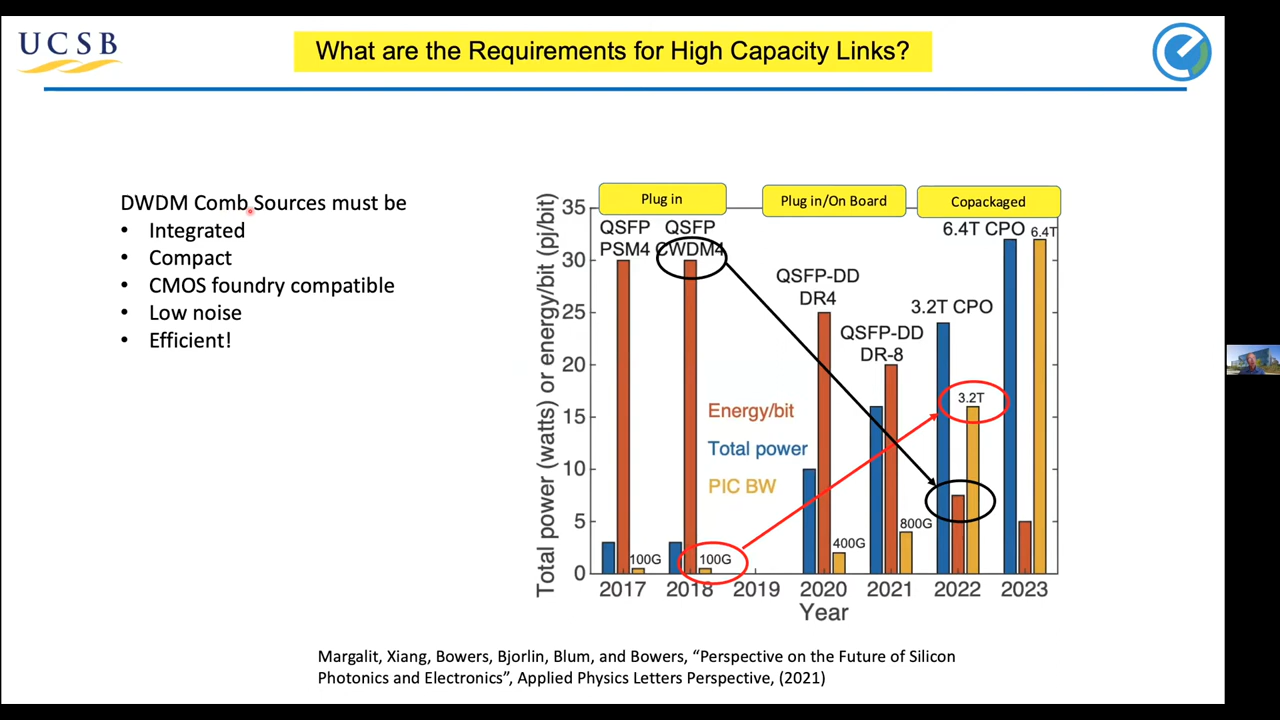 UCSB
What are the Requirements for High Capacity Links?
DWDM Comb Sources must be
• Integrated
• Compact
• CMOS foundry compatible
• Low noise
• Efficient!
Plug in
Plug in/On Board
Copackaged
Total power (watts) or energy/bit (pj/bit)
35
30
25
20
15
10
5
0
QSFP
PSM4
QSFP
CWDM4
QSFP-DD
DR4
QSFP-DD
DR-8
3.2T CPO
6.4T CPO
6.4T
3.2T
Energy/bit
Total power
PIC BW
100G
100G
400G
800G
2017 2018 2019 2020 2021 2022 2023
Year
Margalit, Xiang, Bowers, Bjorlin, Blum, and Bowers, “Perspective on the Future of Silicon
Photonics and Electronics”, Applied Physics Letters Perspective, (2021)